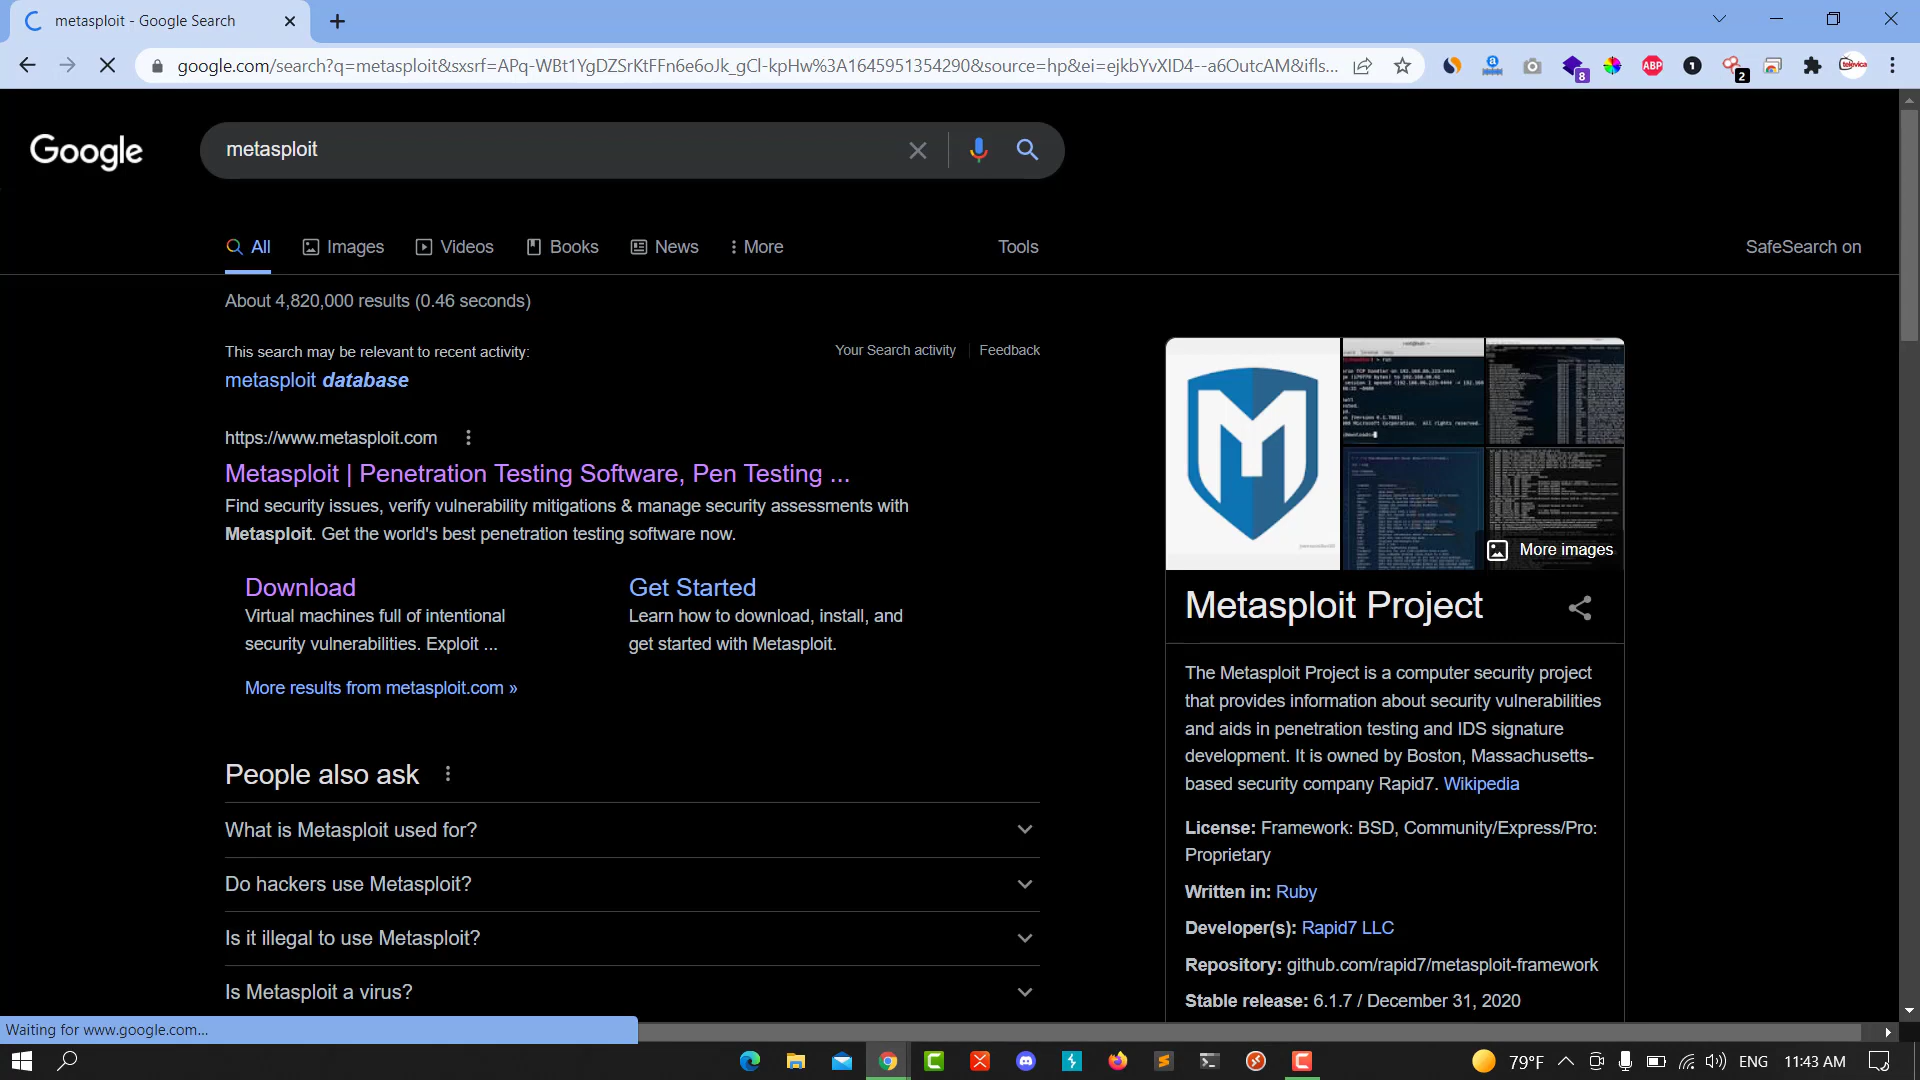 metasploit - Google Search
google.com/search?q=metasploit&sxsrf=APq-WBt1YgDZSrKtFFn6e6oJk_gCl-kpHw%3A1645951354290&source=hp&ei=ejkbYvXID4--a6OutcAM&ifls...
8
ABP
1
2
televica
Google
metasploit
All
Images
Videos
Books
News
More
Tools
SafeSearch on
About 4,820,000 results (0.46 seconds)
This search may be relevant to recent activity:
Your Search activity
Feedback
metasploit database
https://www.metasploit.com
Metasploit | Penetration Testing Software, Pen Testing ...
Find security issues, verify vulnerability mitigations & manage security assessments with
Metasploit. Get the world's best penetration testing software now.
Download
Virtual machines full of intentional
security vulnerabilities. Exploit ...
Get Started
Learn how to download, install, and
get started with Metasploit.
More results from metasploit.com »
People also ask
What is Metasploit used for?
Do hackers use Metasploit?
Is it illegal to use Metasploit?
Is Metasploit a virus?
More images
Metasploit Project
The Metasploit Project is a computer security project
that provides information about security vulnerabilities
and aids in penetration testing and IDS signature
development. It is owned by Boston, Massachusetts-
based security company Rapid7. Wikipedia
License: Framework: BSD, Community/Express/Pro:
Proprietary
Written in: Ruby
Developer(s): Rapid7 LLC
Repository: github.com/rapid7/metasploit-framework
Stable release: 6.1.7 / December 31, 2020
Waiting for www.google.com...
79°F
ENG
11:43 AM